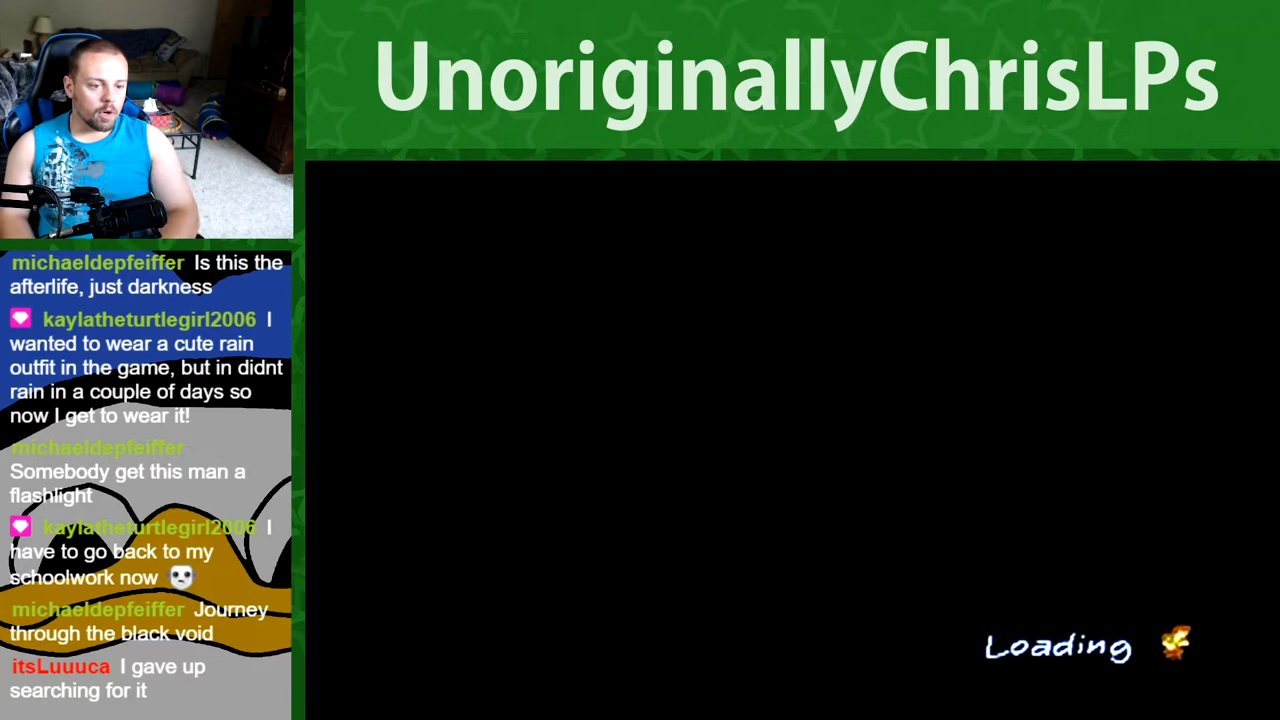 UnoriginallyChrisLPs
michaeldepfeiffer Is this the
afterlife, just darkness
kaylatheturtlegirl2006 I
wanted to wear a cute rain
outfit in the game, but in didnt
rain in a couple of days so
now I get to wear it!
michaeldepfeiffer
Somebody get this man a
flashlight
kaylatheturtlegirl2006 I
have to go back to my
schoolwork now
michaeldepfeiffer Journey
through the black void
itsLuuuca I gave up
searching for it
Loading